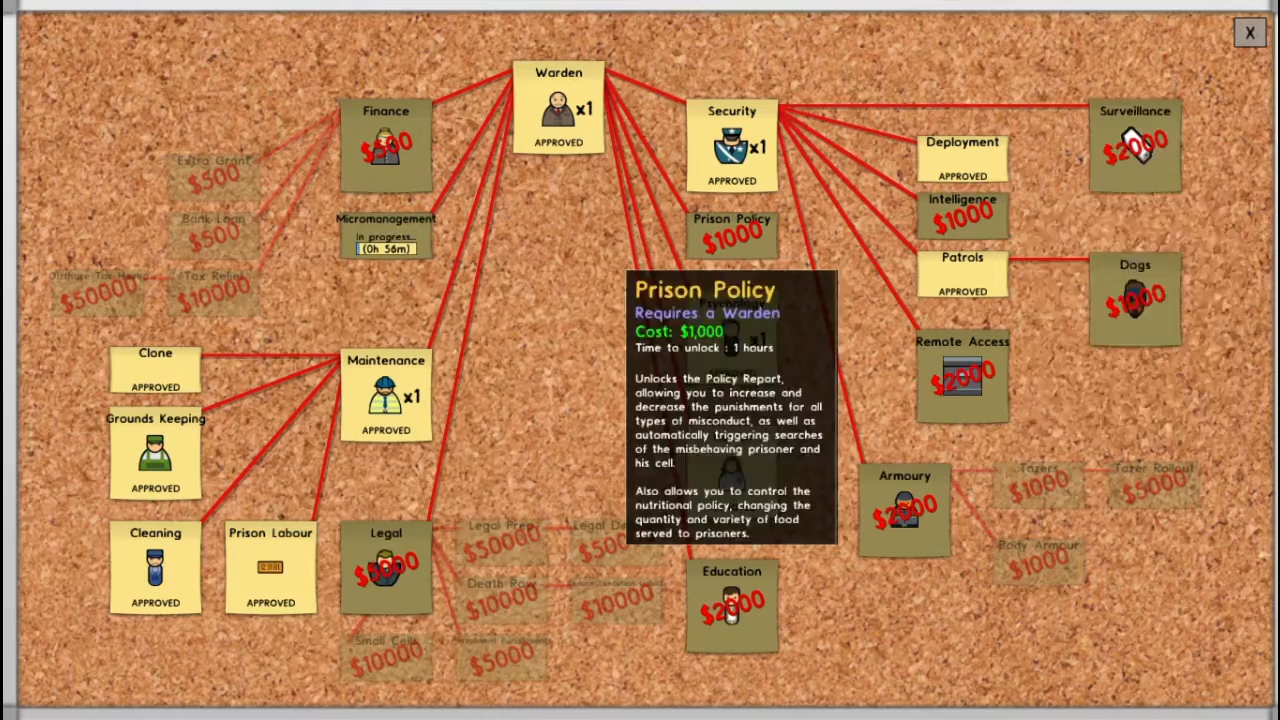 X
Warden
x1
APPROVED
Finance
$500
Security
x1
APPROVED
Surveillance
$2000
Deployment
APPROVED
Extra Grant
$500
Intelligence
$1000
Bank Loan
$500
Micromanagement
In progress...
(0h 56m)
Prison Policy
$1000
Patrols
APPROVED
Dogs
$1000
$50000
Tax Relief
$10000
Prison Policy
Requires a Warden
Cost: $1,000
Time to unlock : 1 hours
Unlocks the Policy Report,
allowing you to increase and
decrease the punishments for all
types of misconduct, as well as
automatically triggering searches
of the misbehaving prisoner and
his cell.
Also allows you to control the
nutritional policy, changing the
quantity and variety of food
served to prisoners.
Psychology
x1
Remote Access
$2000
Clone
APPROVED
Maintenance
x1
APPROVED
Grounds Keeping
APPROVED
Armoury
$2000
Tazers
$1000
Tazer Rollout
$5000
Body Armour
$1000
Cleaning
APPROVED
Prison Labour
APPROVED
Legal
$5000
Legal Prep
$50000
Legal
Death Row
$10000
$10000
Small Cells
$10000
$5000
Education
$2000